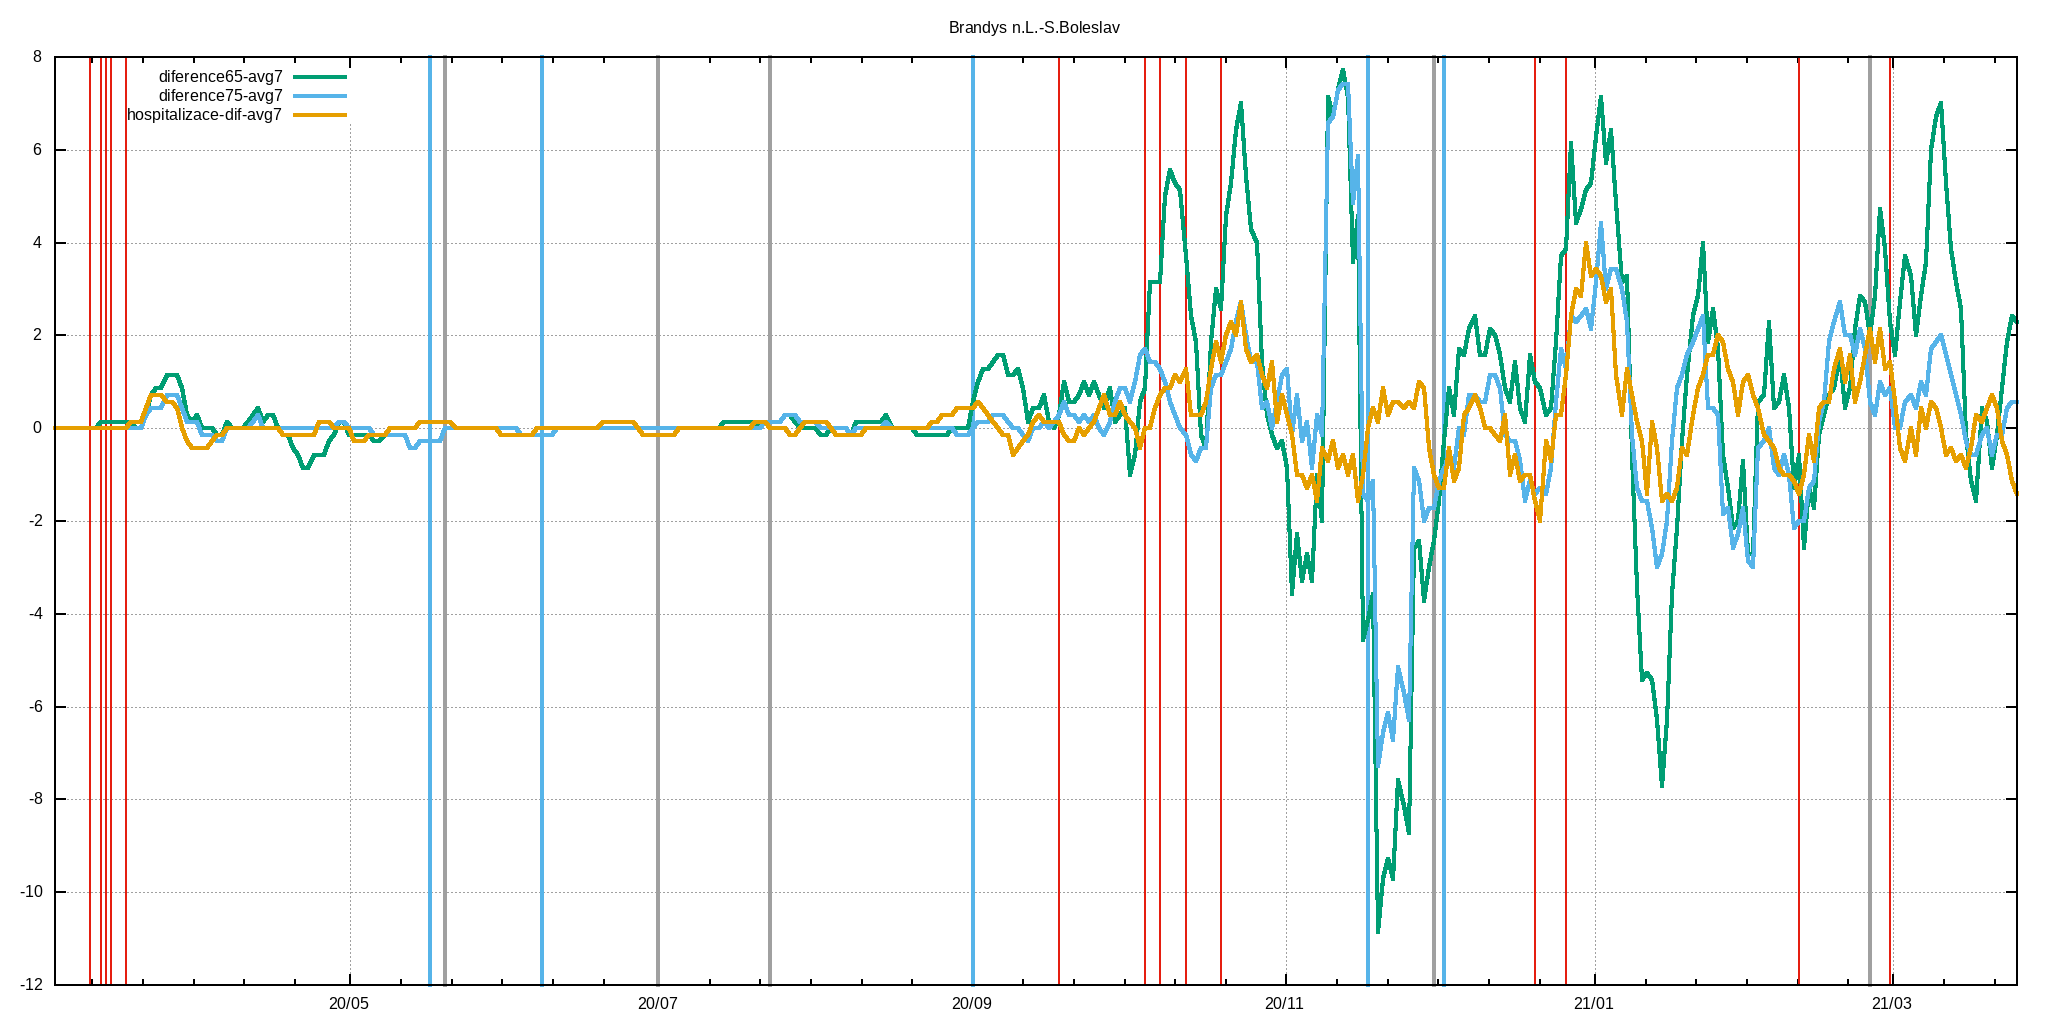 Brandys n.L.-S.Boleslav
diference65-avg7
diference75-avg7
hospitalizace-dif-avg7
8
6
4
2
0
-2
-4
-6
-8
-10
-12
20/05 20/07 20/09 20/11 21/01 21/03